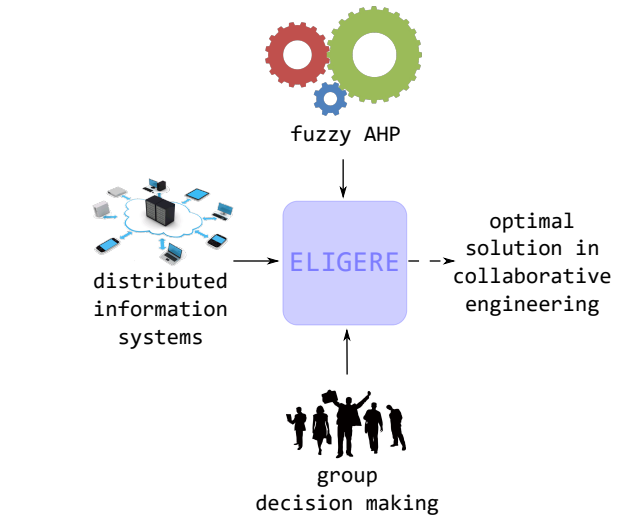 fuzzy AHP
distributed
information
systems
ELIGERE
optimal
solution in
collaborative
engineering
group
decision making